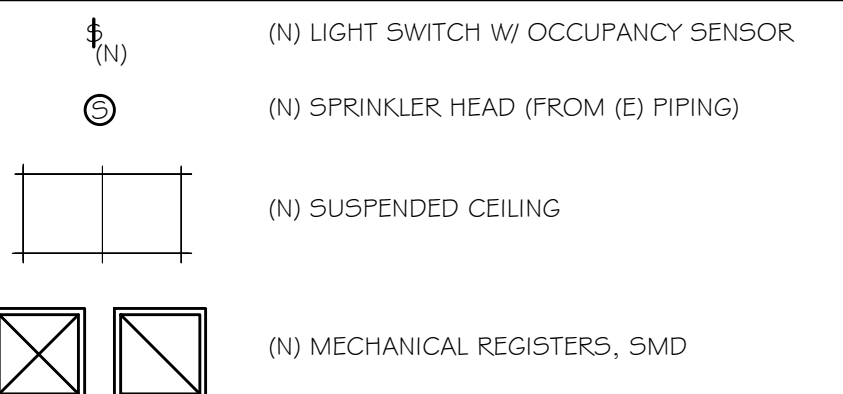 $
(N)
(N) LIGHT SWITCH W/ OCCUPANCY SENSOR
S
(N) SPRINKLER HEAD (FROM (E) PIPING)
(N) SUSPENDED CEILING
(N) MECHANICAL REGISTERS, SMD